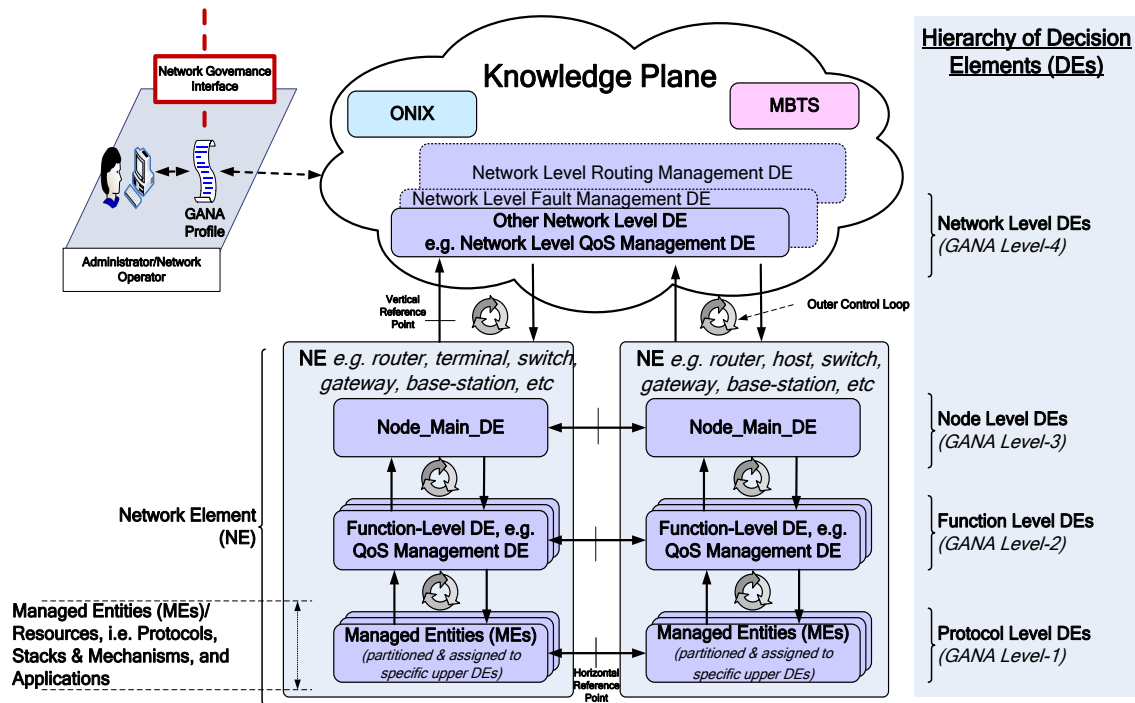 Network Governance
Interface
GANA
Profile
Administrator/Network
Operator
Knowledge Plane
ONIX
MBTS
Network Level Routing Management DE
Network Level Fault Management DE
Other Network Level DE
e.g. Network Level QoS Management DE
Vertical
Reference
Point
Outer Control Loop
NE e.g. router, terminal, switch,
gateway, base-station, etc
Node_Main_DE
Function-Level DE, e.g.
QoS Management DE
Managed Entities (MEs)
(partitioned & assigned to
specific upper DEs)
NE e.g. router, host, switch,
gateway, base-station, etc
Node_Main_DE
Function-Level DE, e.g.
QoS Management DE
Managed Entities (MEs)
(partitioned & assigned to
specific upper DEs)
Horizontal
Reference
Point
Network Element
(NE)
Managed Entities (MEs)/
Resources, i.e. Protocols,
Stacks & Mechanisms, and
Applications
Hierarchy of Decision
Elements (DEs)
Network Level DEs
(GANA Level-4)
Node Level DEs
(GANA Level-3)
Function Level DEs
(GANA Level-2)
Protocol Level DEs
(GANA Level-1)